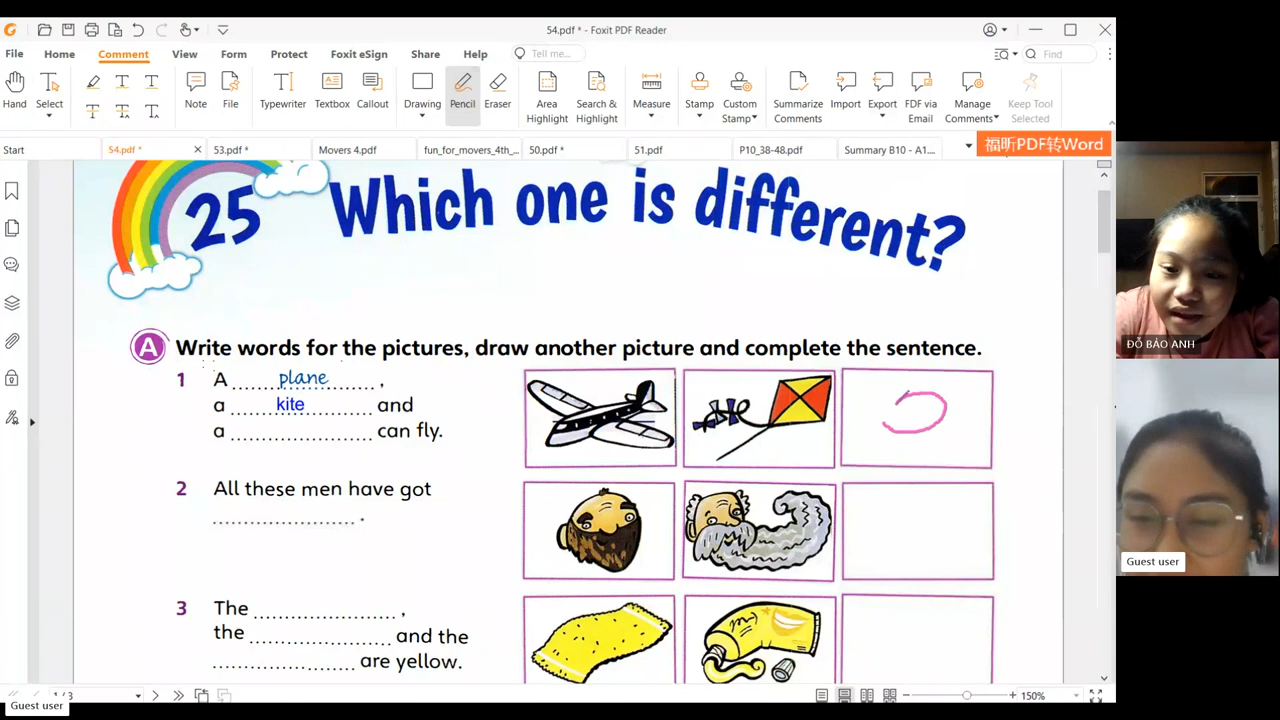 54.pdf * - Foxit PDF Reader
File Home Comment View Form Protect Foxit eSign Share Help Tell me... Find
Hand Select Note File Typewriter Textbox Callout Drawing Pencil Eraser Area Highlight Search & Highlight Measure Stamp Custom Stamp Summarize Comments Import Export FDF via Email Manage Comments Keep Tool Selected
Start 54.pdf * 53.pdf * Movers 4.pdf fun_for_movers_4th_... 50.pdf * 51.pdf P10_38-48.pdf Summary B10 - A1... 福昕PDF转Word
25 Which one is different?
A Write words for the pictures, draw another picture and complete the sentence.
1 A plane ,
a kite and
a ........................ can fly.
2 All these men have got
........................ .
3 The ........................ ,
the ........................ and the
........................ are yellow.
ĐỖ BẢO ANH
Guest user
1 / 3
150%
Guest user